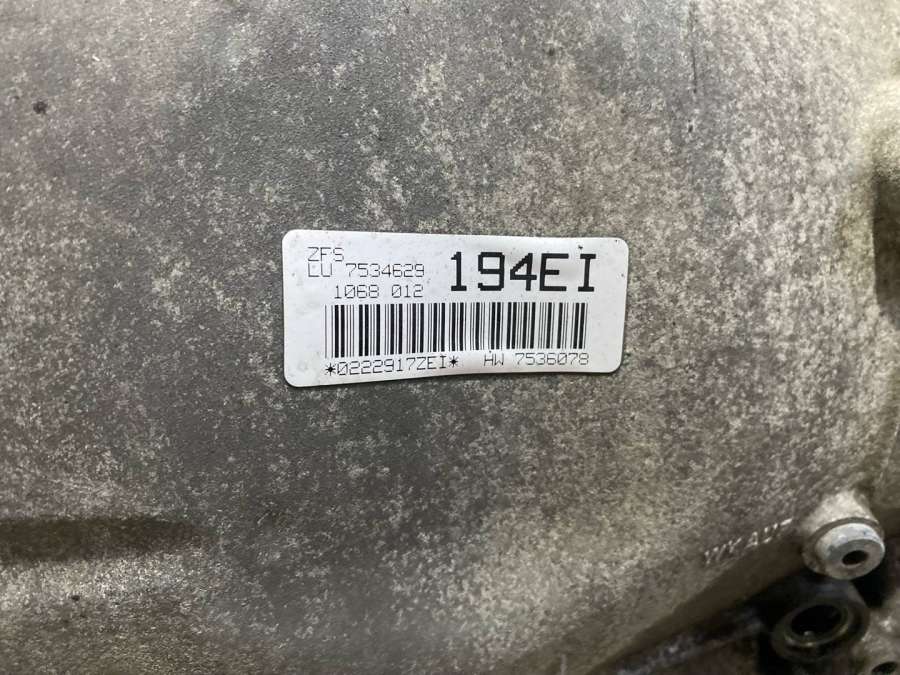 ZFS
LU 7534629
194EI
1068 012
*0222917ZEI* HW 7536078